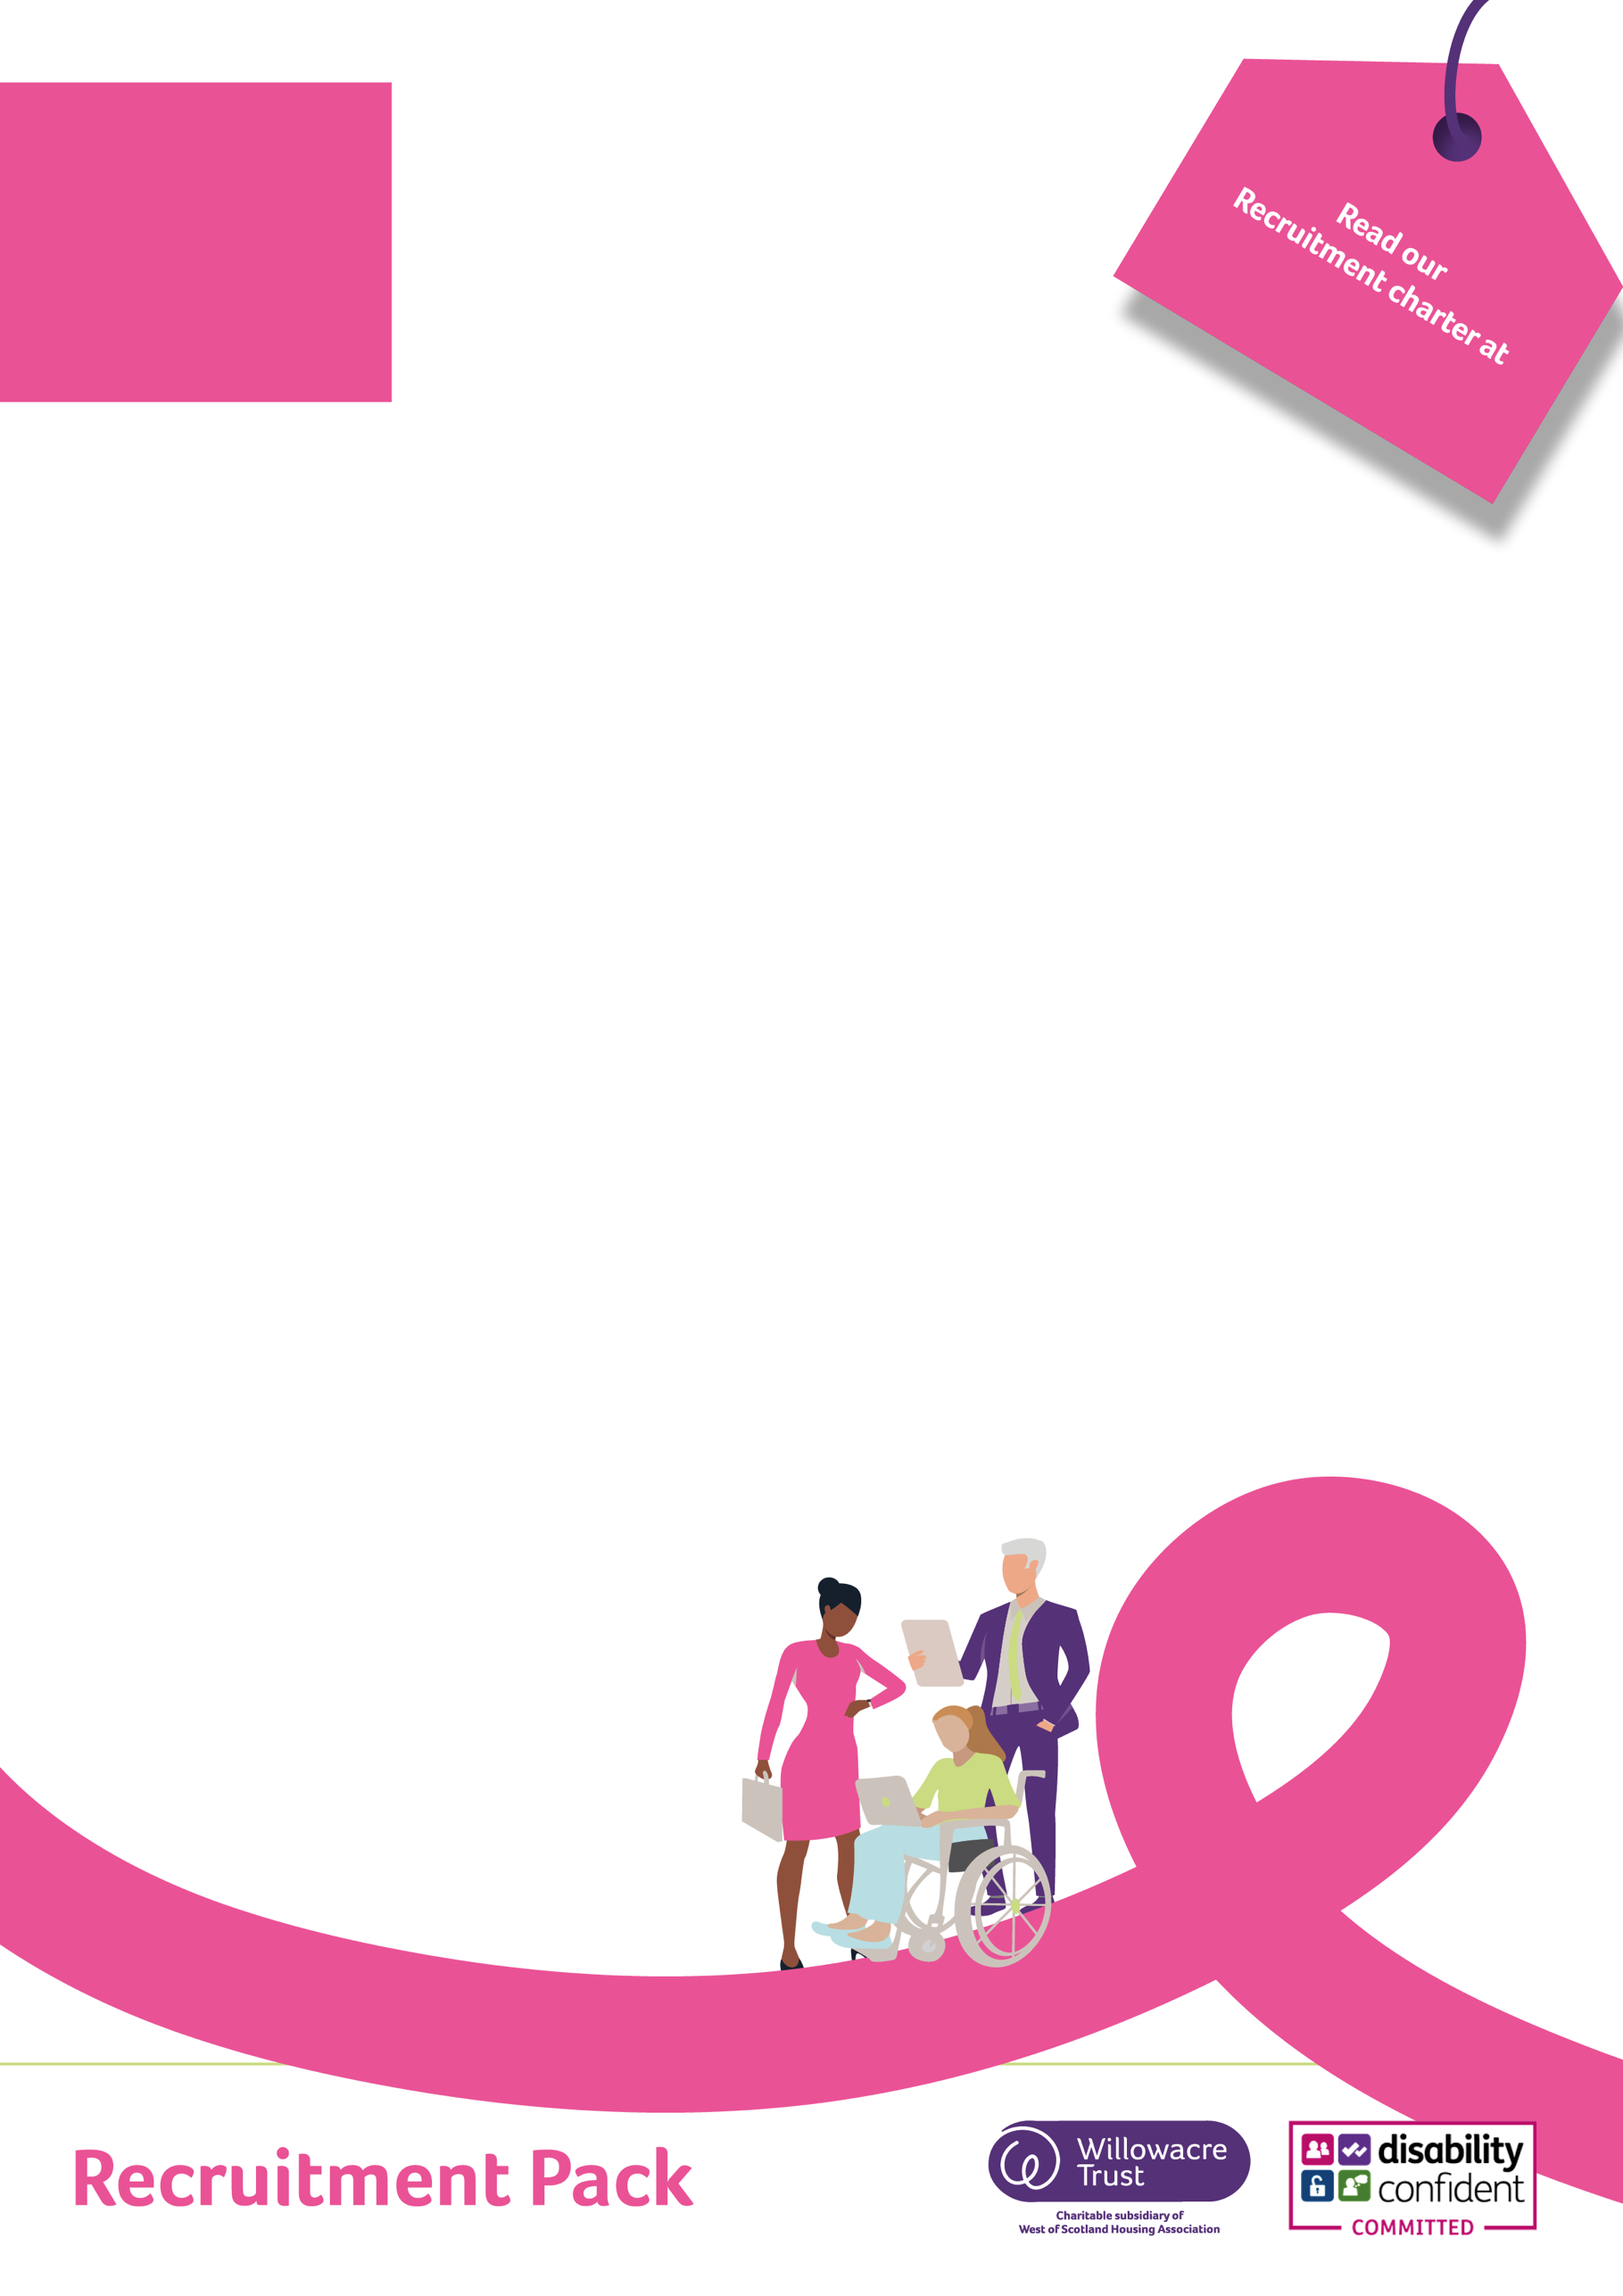 Read our
Recruitment charter at
Recruitment Pack
Willowacre
Trust
Charitable subsidiary of
West of Scotland Housing Association
disability
confident
COMMITTED